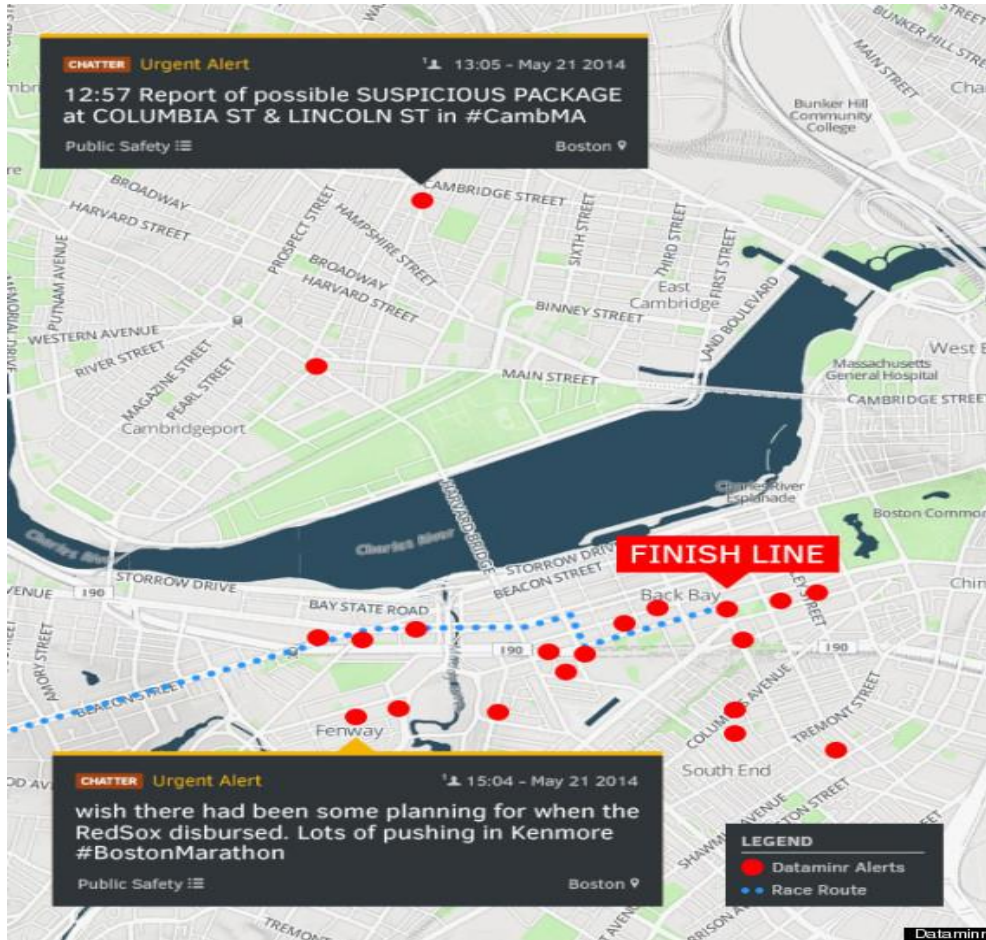 STREET
BUNKER HILL STREET
MAIN STREET
CHATTER Urgent Alert
13:05 – May 21 2014
12:57 Report of possible SUSPICIOUS PACKAGE
at COLUMBIA ST & LINCOLN ST in #CambMA
Public Safety
Boston
Bunker Hill
Community
College
BROADWAY
HARVARD STREET
PROSPECT STREET
HAMPSHIRE STREET
CAMBRIDGE STREET
SIXTH STREET
THIRD STREET
FIRST STREET
PUTNAM AVENUE
MEMORIAL DRIVE
BROADWAY
HARVARD STREET
East
Cambridge
BINNEY STREET
LAND BOULEVARD
WESTERN AVENUE
RIVER STREET
MAGAZINE STREET
PEARL STREET
MAIN STREET
Massachusetts
General Hospital
CAMBRIDGE STREET
Cambridgeport
HARVARD BRIDGE
Charles River
Esplanade
Boston Common
Charles River
STORROW DRIVE
STORROW DRIVE
BEACON STREET
FINISH LINE
Back Bay
190
BAY STATE ROAD
AVENUE
AMORY STREET
190
190
BEACON STREET
Fenway
COLUMBUS AVENUE
TREMONT STREET
South End
CHATTER Urgent Alert
15:04 – May 21 2014
wish there had been some planning for when the
RedSox disbursed. Lots of pushing in Kenmore
#BostonMarathon
Public Safety
Boston
LEGEND
Dataminr Alerts
Race Route
Dataminr